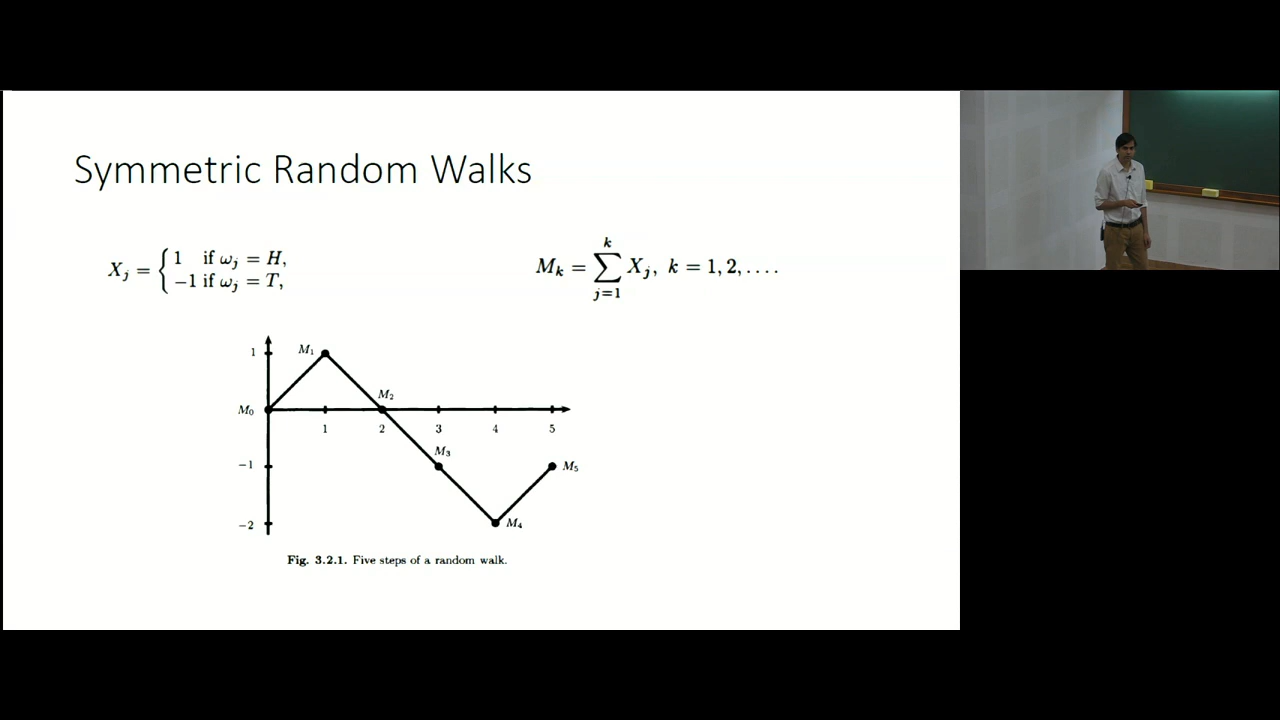 Symmetric Random Walks
X_j = { 1 if ω_j = H,
−1 if ω_j = T,
M_k = ∑_{j=1}^{k} X_j, k = 1, 2, . . . .
1
M₁
M₀
M₂
1 2 3 4 5
M₃
−1
M₅
−2
M₄
Fig. 3.2.1. Five steps of a random walk.